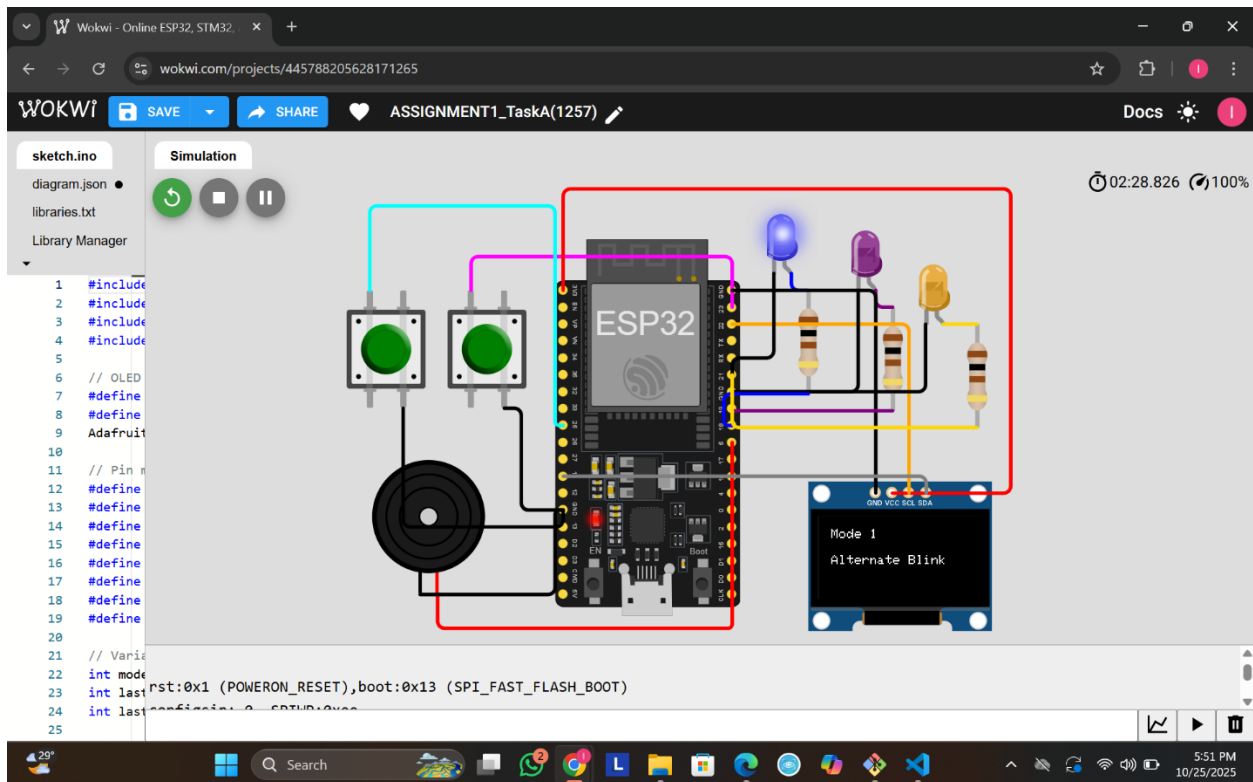 Wokwi - Online ESP32, STM32,
wokwi.com/projects/445788205628171265
WOKWI SAVE SHARE ASSIGNMENT1_TaskA(1257) Docs I
sketch.ino
diagram.json ●
libraries.txt
Library Manager
Simulation
02:28.826 100%
1 #include
2 #include
3 #include
4 #include
5
6 // OLED
7 #define
8 #define
9 Adafruit
10
11 // Pin
12 #define
13 #define
14 #define
15 #define
16 #define
17 #define
18 #define
19 #define
20
21 // Varia
22 int mode
23 int last
24 int last
25
ESP32
EN
Boot
GND VCC SCL SDA
Mode 1
Alternate Blink
rst:0x1 (POWERON_RESET),boot:0x13 (SPI_FAST_FLASH_BOOT)
29°
Search
2
5:51 PM
10/25/2025